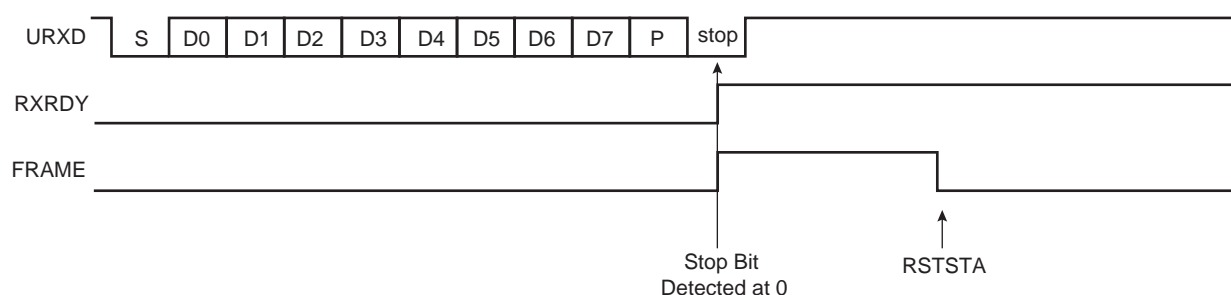 URXD S D0 D1 D2 D3 D4 D5 D6 D7 P stop
RXRDY
FRAME
Stop Bit
Detected at 0
RSTSTA